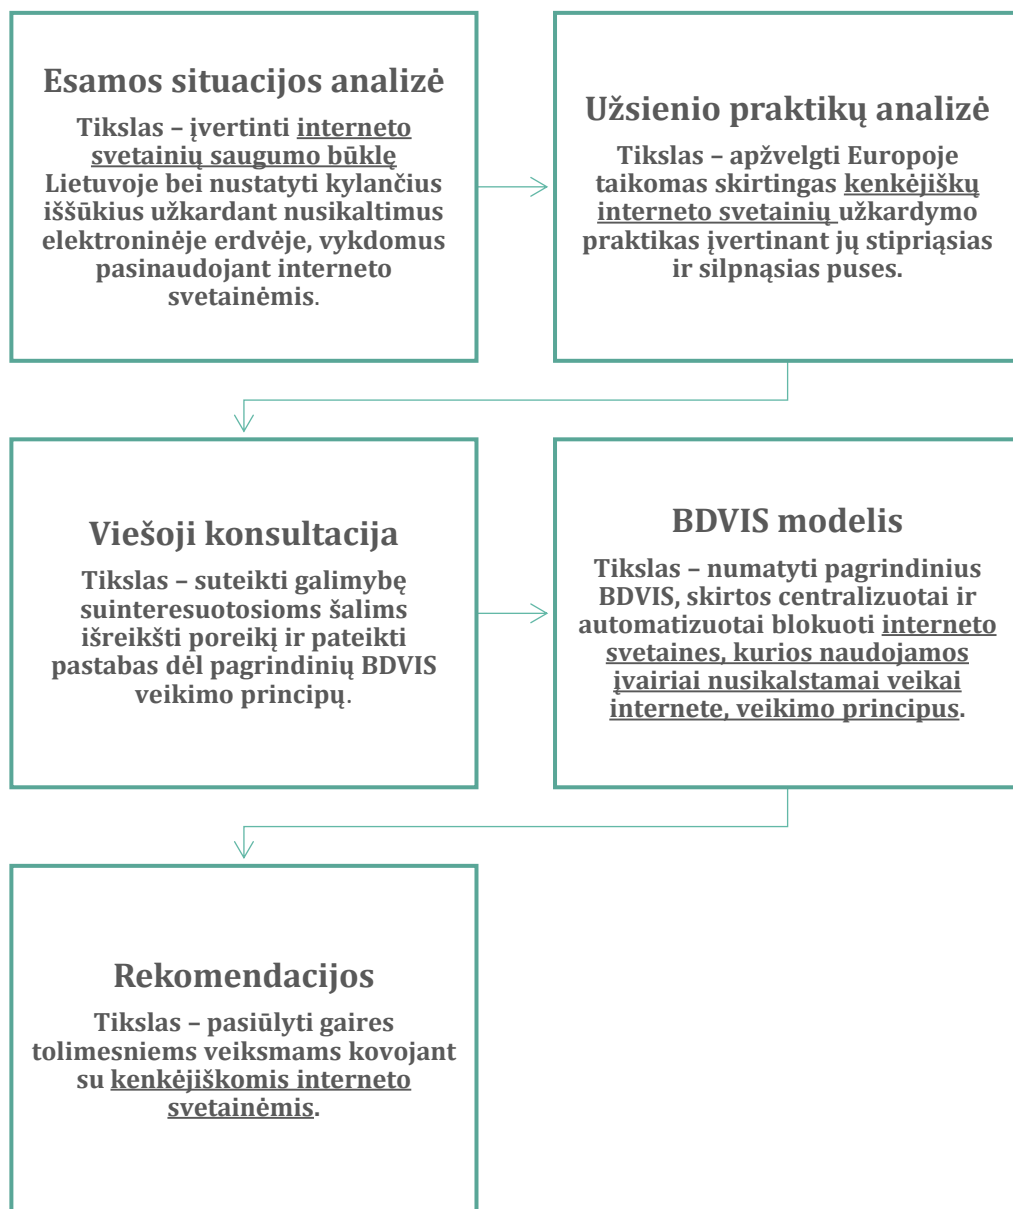 Esamos situacijos analizė
Tikslas – įvertinti interneto
svetainių saugumo būklę
Lietuvoje bei nustatyti kylančius
iššūkius užkardant nusikaltimus
elektroninėje erdvėje, vykdomus
pasinaudojant interneto
svetainėmis.
Užsienio praktikų analizė
Tikslas – apžvelgti Europoje
taikomas skirtingas kenkėjiškų
interneto svetainių užkardymo
praktikas įvertinant jų stipriąsias
ir silpnąsias puses.
Viešoji konsultacija
Tikslas – suteikti galimybę
suinteresuotosioms šalims
išreikšti poreikį ir pateikti
pastabas dėl pagrindinių BDVIS
veikimo principų.
BDVIS modelis
Tikslas – numatyti pagrindinius
BDVIS, skirtos centralizuotai ir
automatizuotai blokuoti interneto
svetaines, kurios naudojamos
įvairiai nusikalstamai veikai
internete, veikimo principus.
Rekomendacijos
Tikslas – pasiūlyti gaires
tolimesniems veiksmams kovojant
su kenkėjiškomis interneto
svetainėmis.